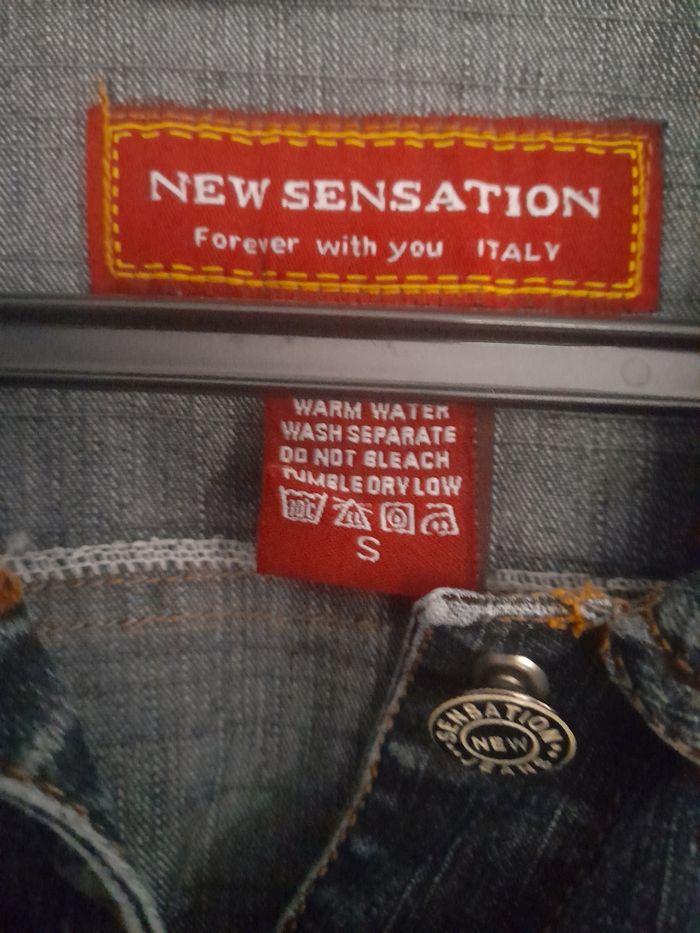 NEW SENSATION
Forever with you ITALY
WARM WATER
WASH SEPARATE
DO NOT BLEACH
TUMBLE DRY LOW
S
SENSATION
NEW
JEANS